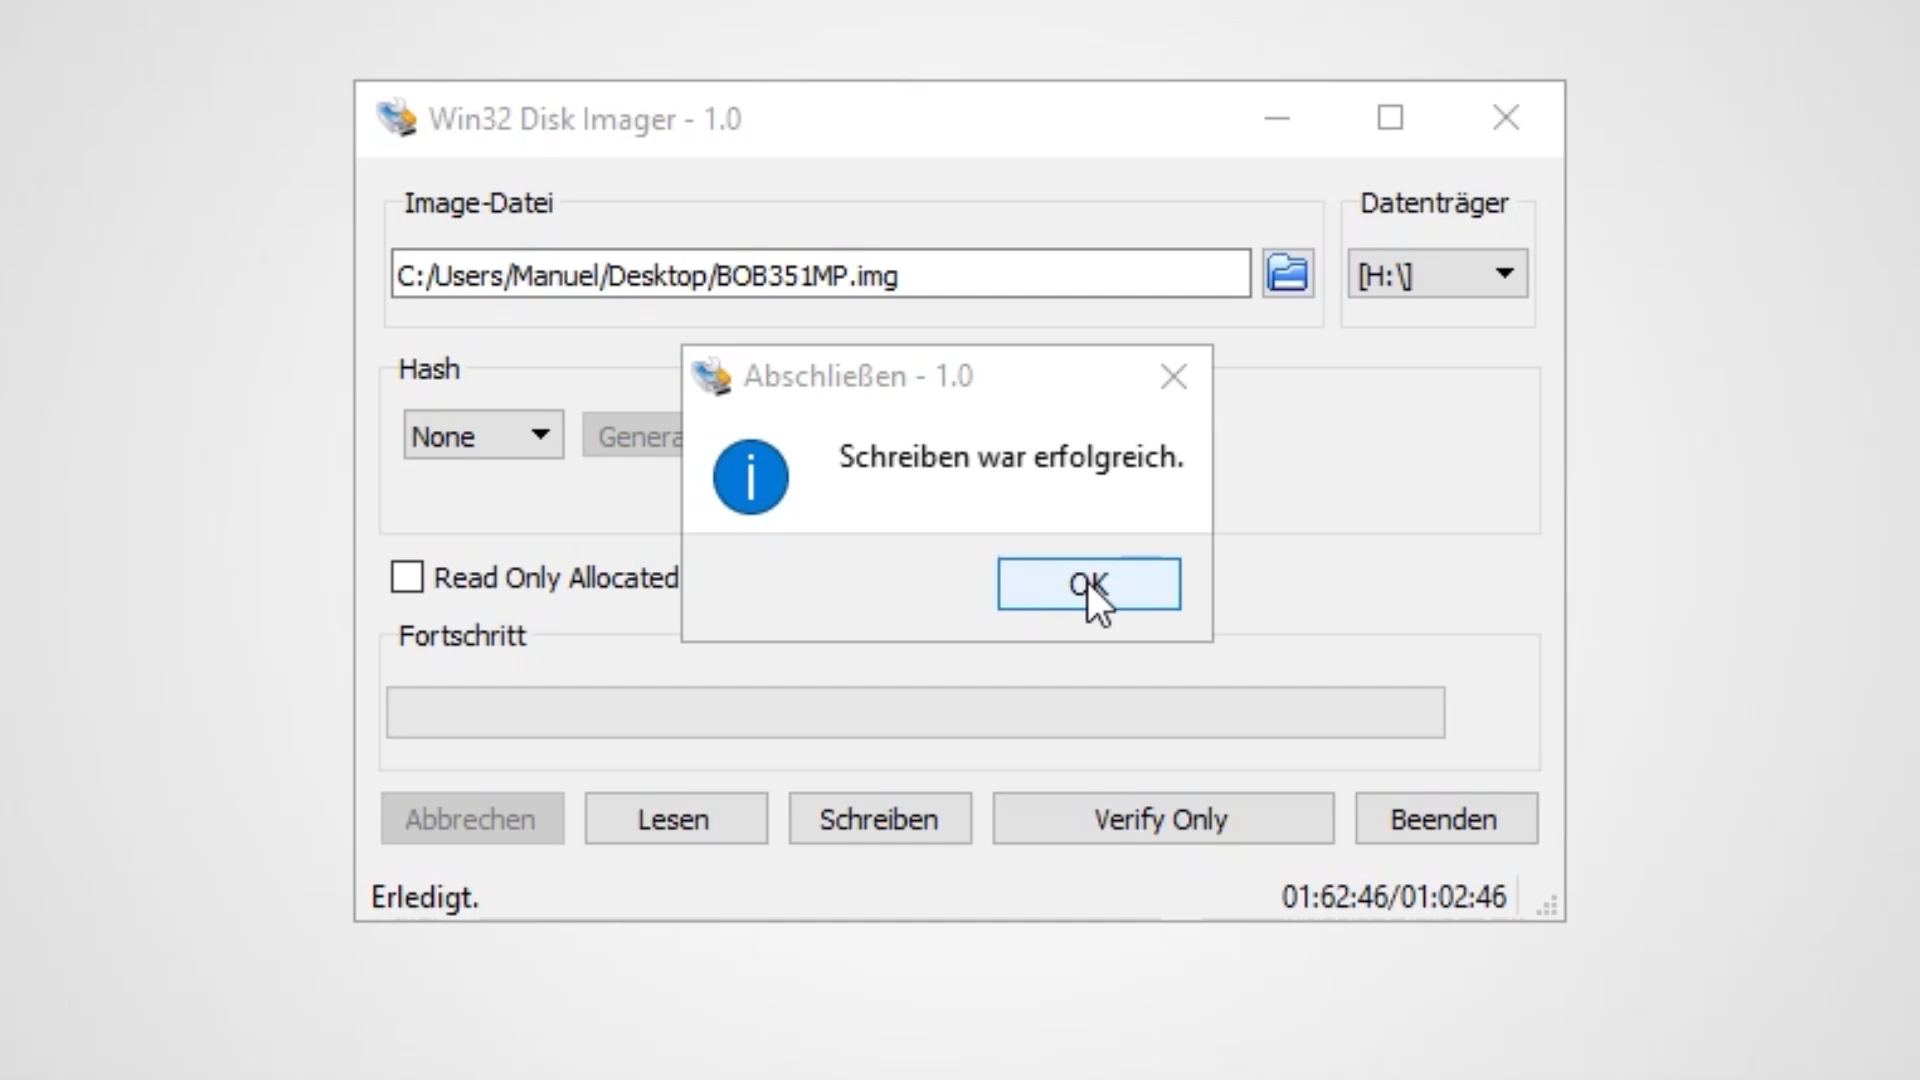 Win32 Disk Imager - 1.0
Image-Datei
Datenträger
C:/Users/Manuel/Desktop/BOB351MP.img
[H:\]
Hash
Abschließen - 1.0
None
Genera
Schreiben war erfolgreich.
Read Only Allocated
OK
Fortschritt
Abbrechen
Lesen
Schreiben
Verify Only
Beenden
Erledigt.
01:62:46/01:02:46